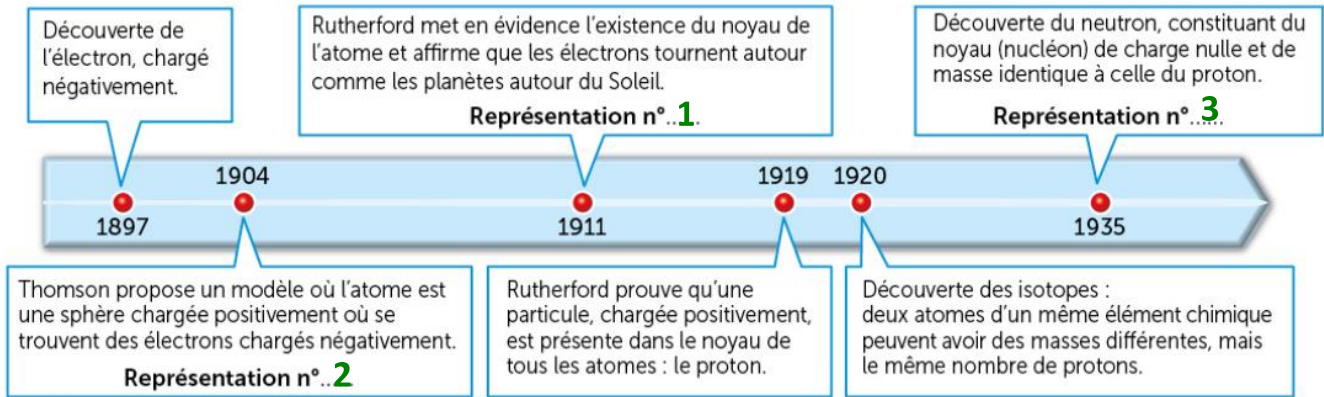 Découverte de
l'électron, chargé
négativement.
Rutherford met en évidence l'existence du noyau de
l'atome et affirme que les électrons tournent autour
comme les planètes autour du Soleil.
Représentation n°..1..
Découverte du neutron, constituant du
noyau (nucléon) de charge nulle et de
masse identique à celle du proton.
Représentation n°..3..
1904
1919
1920
1897
1911
1935
Thomson propose un modèle où l'atome est
une sphère chargée positivement où se
trouvent des électrons chargés négativement.
Représentation n°..2
Rutherford prouve qu'une
particule, chargée positivement,
est présente dans le noyau de
tous les atomes : le proton.
Découverte des isotopes :
deux atomes d'un même élément chimique
peuvent avoir des masses différentes, mais
le même nombre de protons.